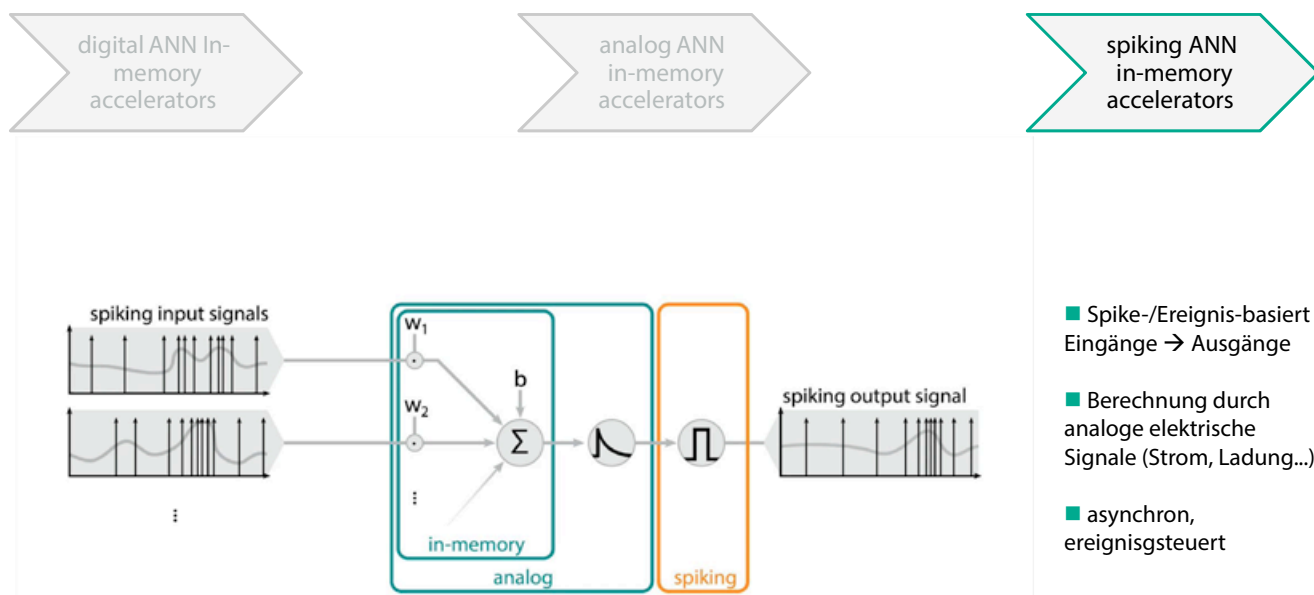 digital ANN In-
memory
accelerators
analog ANN
in-memory
accelerators
spiking ANN
in-memory
accelerators
spiking input signals
w1
w2
⋮
⋮
b
Σ
in-memory
analog
spiking
spiking output signal
■ Spike-/Ereignis-basiert
Eingänge → Ausgänge
■ Berechnung durch
analoge elektrische
Signale (Strom, Ladung...)
■ asynchron,
ereignisgsteuert